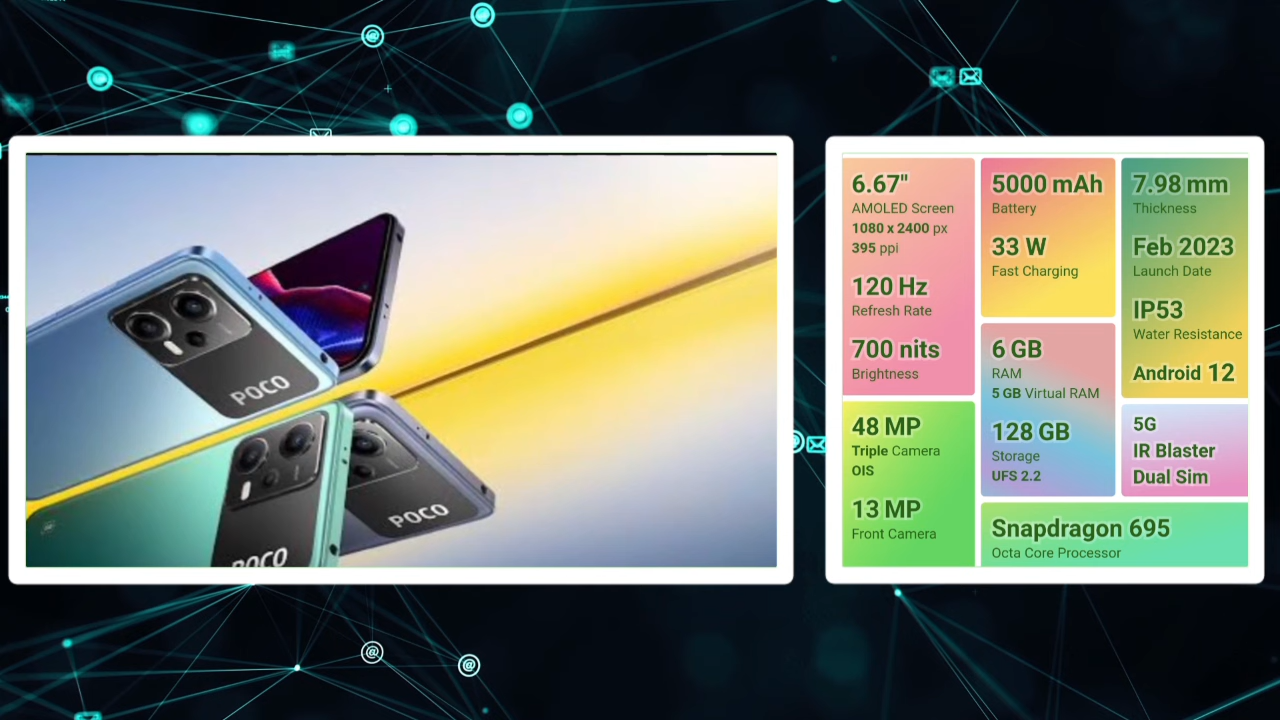 POCO
POCO
POCO
6.67"
AMOLED Screen
1080 x 2400 px
395 ppi
120 Hz
Refresh Rate
700 nits
Brightness
48 MP
Triple Camera
OIS
13 MP
Front Camera
5000 mAh
Battery
33 W
Fast Charging
6 GB
RAM
5 GB Virtual RAM
128 GB
Storage
UFS 2.2
7.98 mm
Thickness
Feb 2023
Launch Date
IP53
Water Resistance
Android 12
5G
IR Blaster
Dual Sim
Snapdragon 695
Octa Core Processor